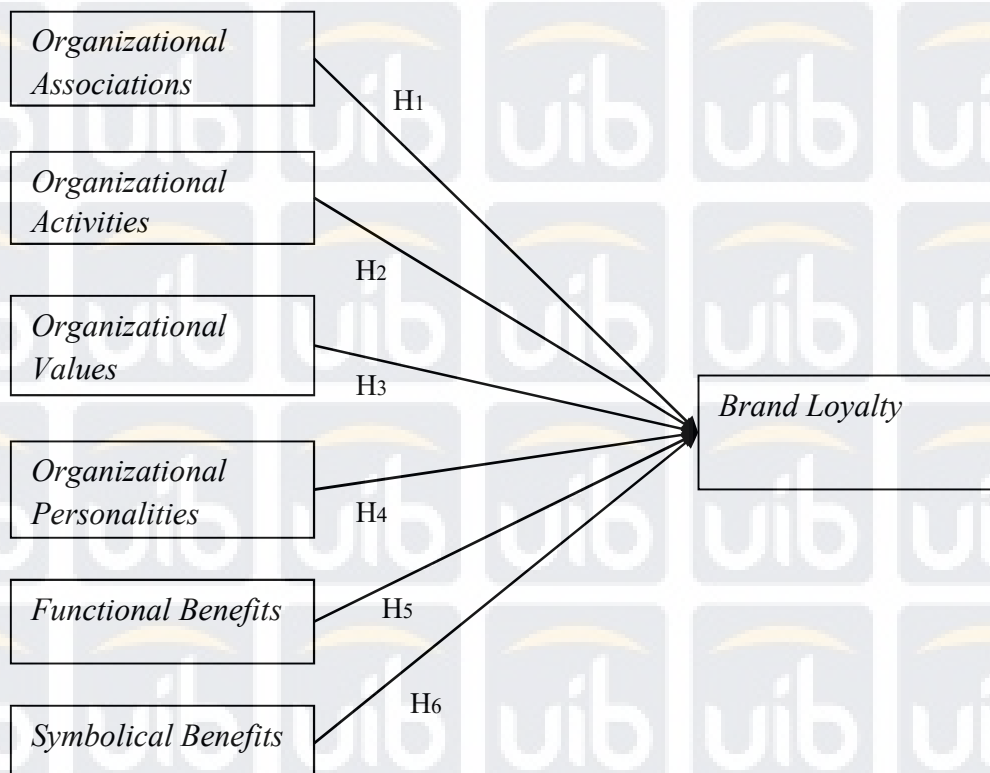 Organizational
Associations
H1
Organizational
Activities
H2
Organizational
Values
H3
Brand Loyalty
Organizational
Personalities
H4
Functional Benefits
H5
H6
Symbolical Benefits
uib